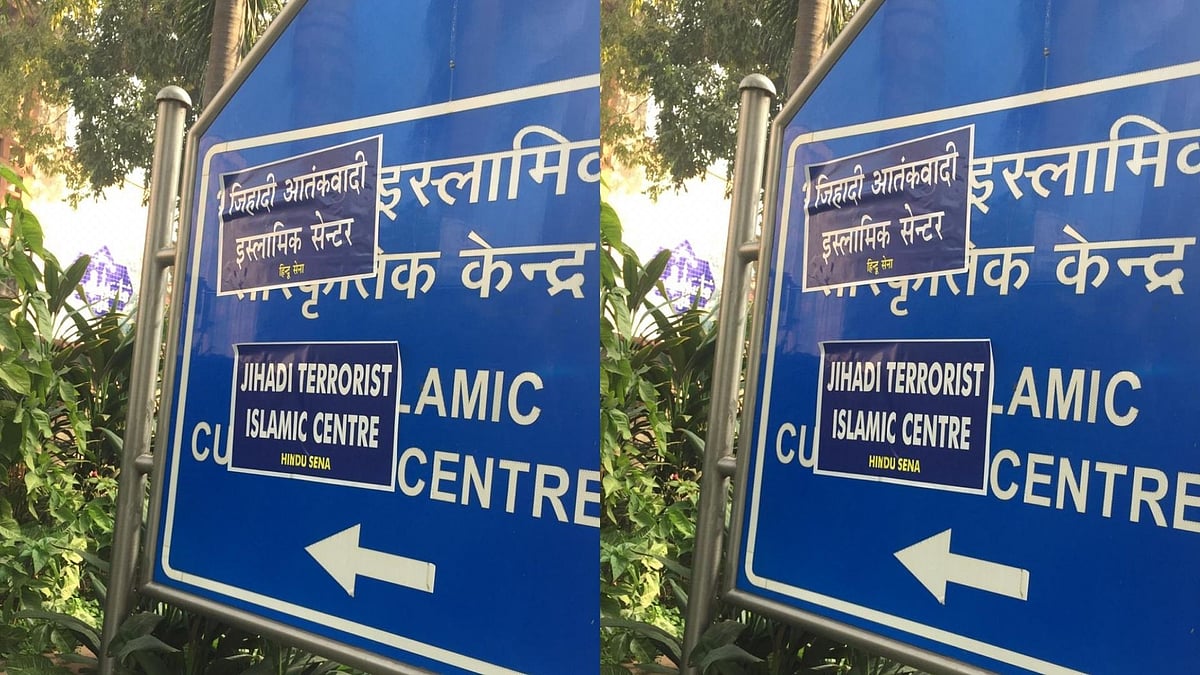 जिहादी आतंकवादी
इस्लामिक सेन्टर
हिन्दू सेना
इस्लामिक
सांस्कृतिक केन्द्र
JIHADI TERRORIST
ISLAMIC CENTRE
HINDU SENA
LAMIC
CU CENTRE
जिहादी आतंकवादी
इस्लामिक सेन्टर
हिन्दू सेना
इस्लामिक
सांस्कृतिक केन्द्र
JIHADI TERRORIST
ISLAMIC CENTRE
HINDU SENA
LAMIC
CU CENTRE